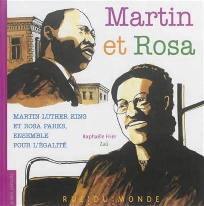 Martin
et Rosa
MARTIN LUTHER KING
ET ROSA PARKS,
ENSEMBLE
POUR L'ÉGALITÉ
Raphaële Frier
Zaü
RUE DU MONDE